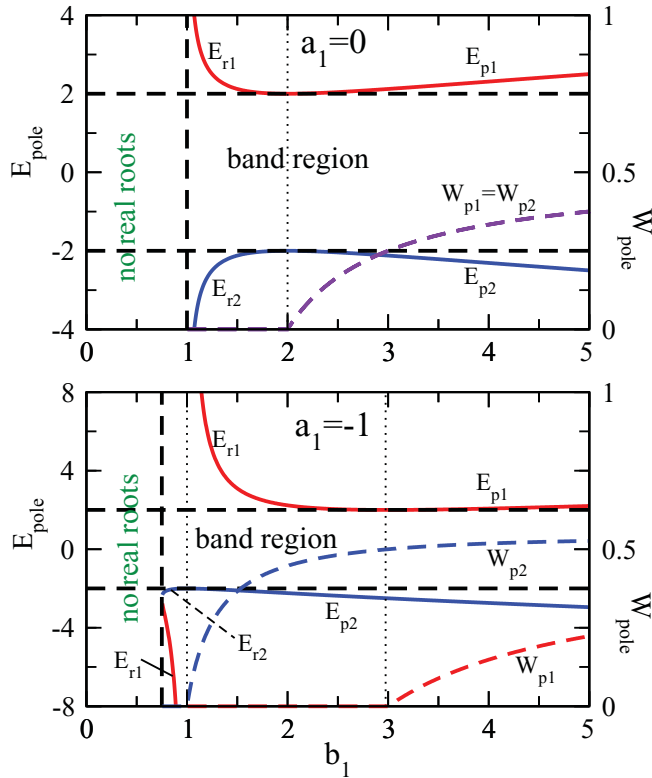 a₁=0
4
2
0
-2
-4
E_pole
1
0.5
0
W_pole
0 1 2 3 4 5
E_r1
E_p1
band region
no real roots
W_p1=W_p2
E_r2
E_p2
a₁=-1
8
4
0
-4
-8
E_pole
1
0.5
0
W_pole
0 1 2 3 4 5
b₁
E_r1
E_p1
band region
no real roots
W_p2
E_p2
E_r2
E_r1
W_p1